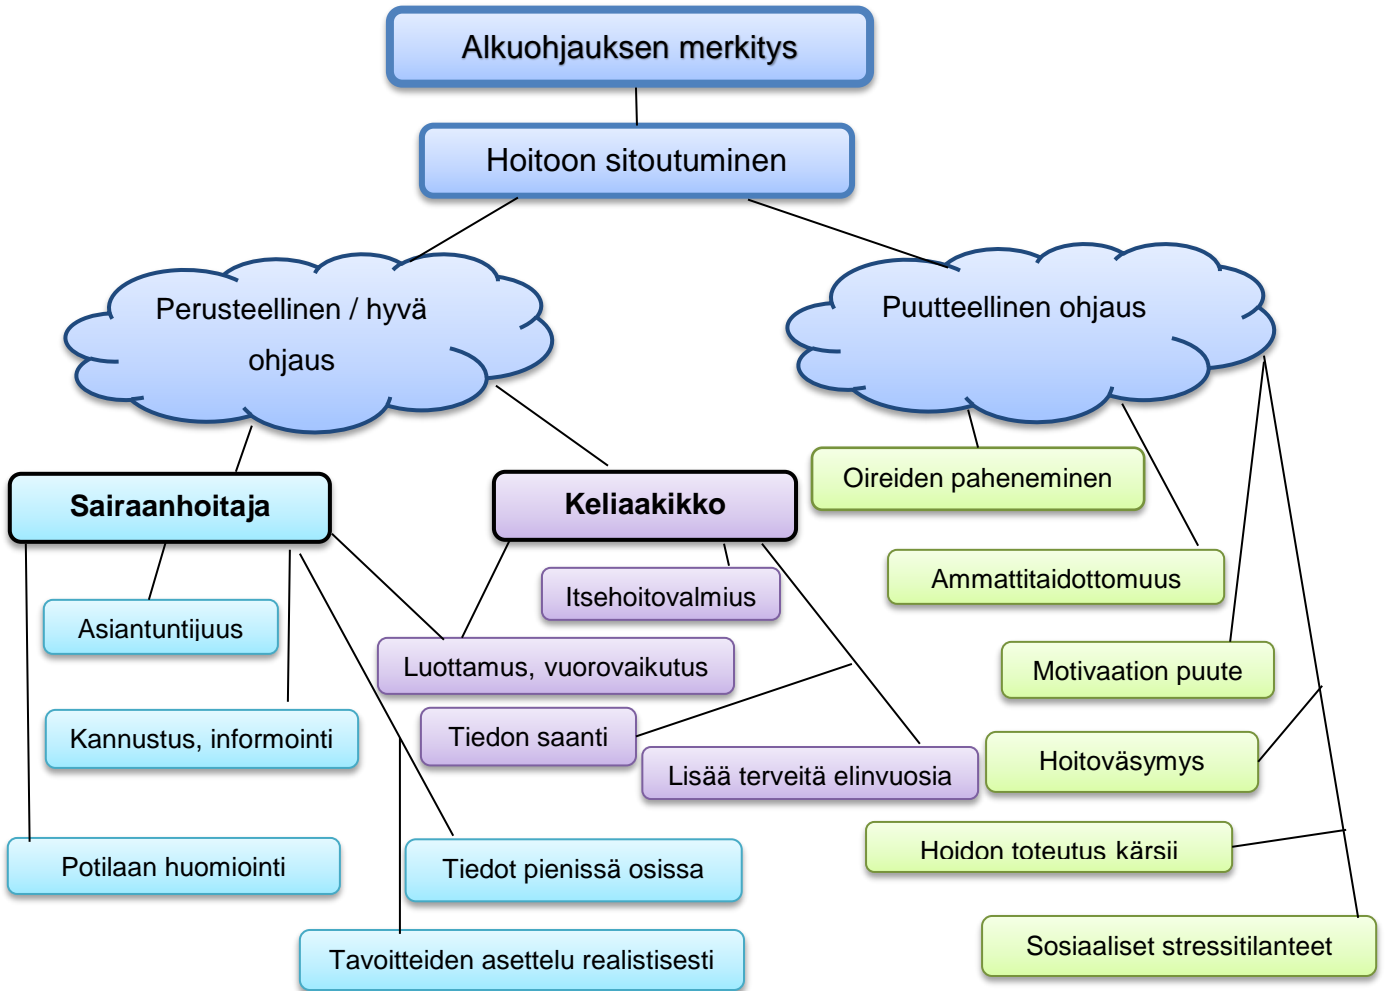 Alkuohjauksen merkitys
Hoitoon sitoutuminen
Perusteellinen / hyvä
ohjaus
Puutteellinen ohjaus
Sairaanhoitaja
Keliaakikko
Oireiden paheneminen
Ammattitaidottomuus
Itsehoitovalmius
Asiantuntijuus
Luottamus, vuorovaikutus
Motivaation puute
Kannustus, informointi
Tiedon saanti
Lisää terveitä elinvuosia
Hoitoväsymys
Hoidon toteutus kärsii
Potilaan huomiointi
Tiedot pienissä osissa
Tavoitteiden asettelu realistisesti
Sosiaaliset stressitilanteet